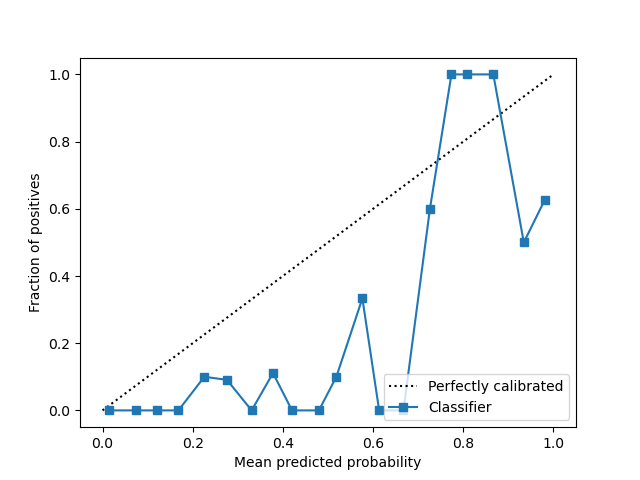 1.0
0.8
0.6
0.4
0.2
0.0
Fraction of positives
Perfectly calibrated
Classifier
0.0 0.2 0.4 0.6 0.8 1.0
Mean predicted probability